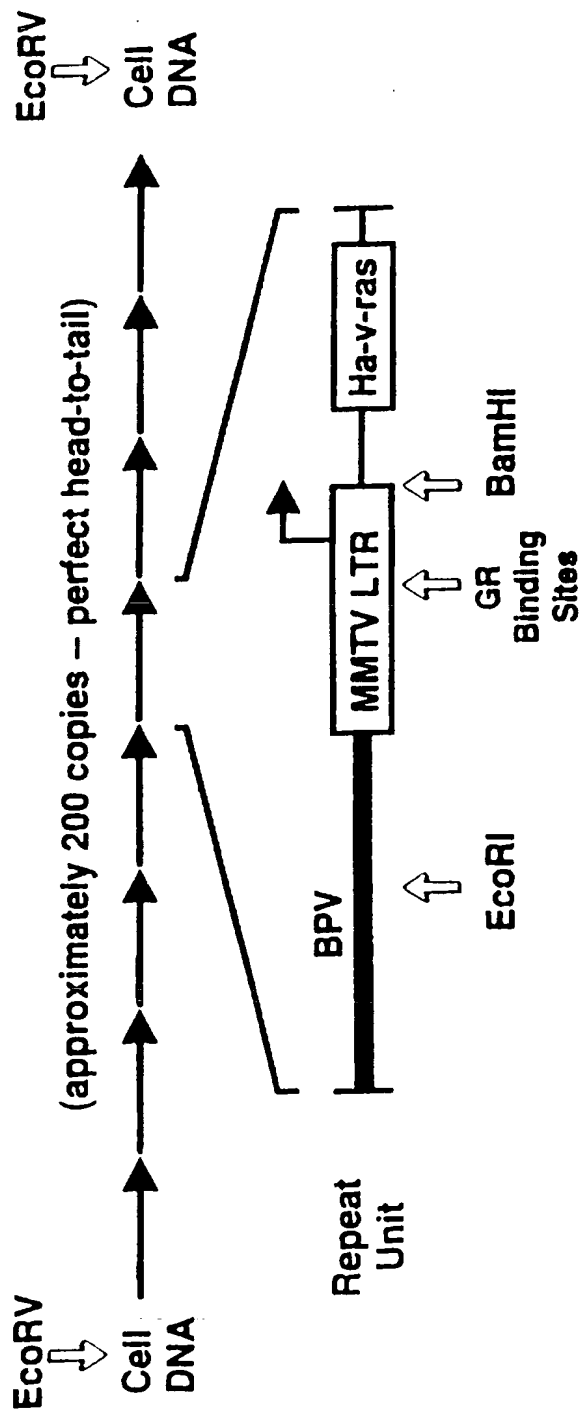 EcoRV
EcoRV
(approximately 200 copies – perfect head-to-tail)
Cell
DNA
Cell
DNA
Repeat
Unit
BPV
MMTV LTR
Ha-v-ras
EcoRI
GR
Binding
Sites
BamHI